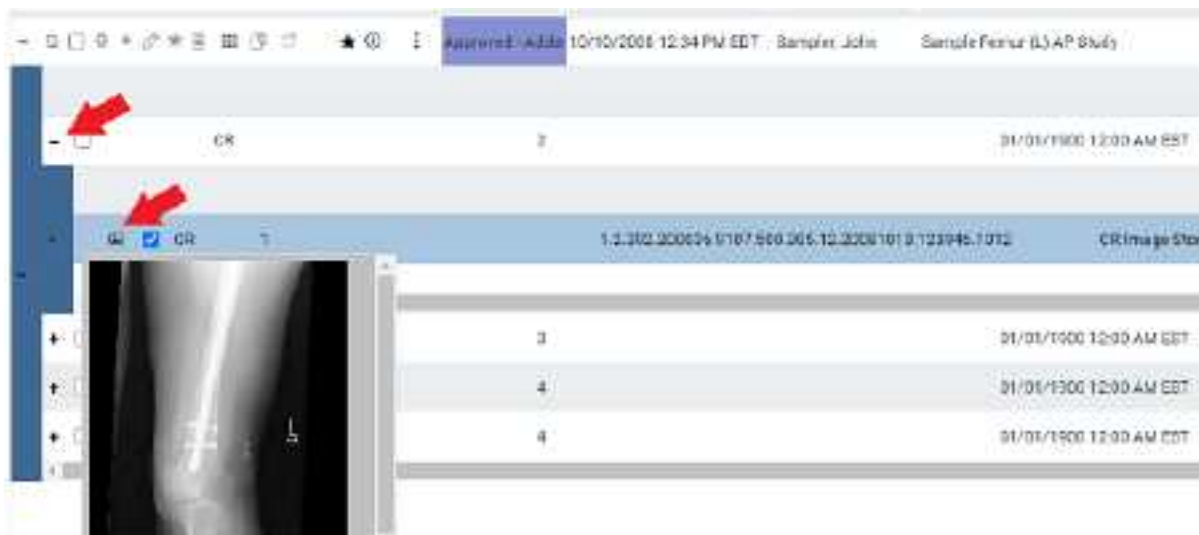 10/10/2008 12:34 PM EDT Sampler, John Sample Femur (L) AP Study
CR 2 01/01/1900 12:00 AM EST
CR 1 CR Image Sto
L
3 01/01/1900 12:00 AM EST
4 01/01/1900 12:00 AM EST
4 01/01/1900 12:00 AM EST